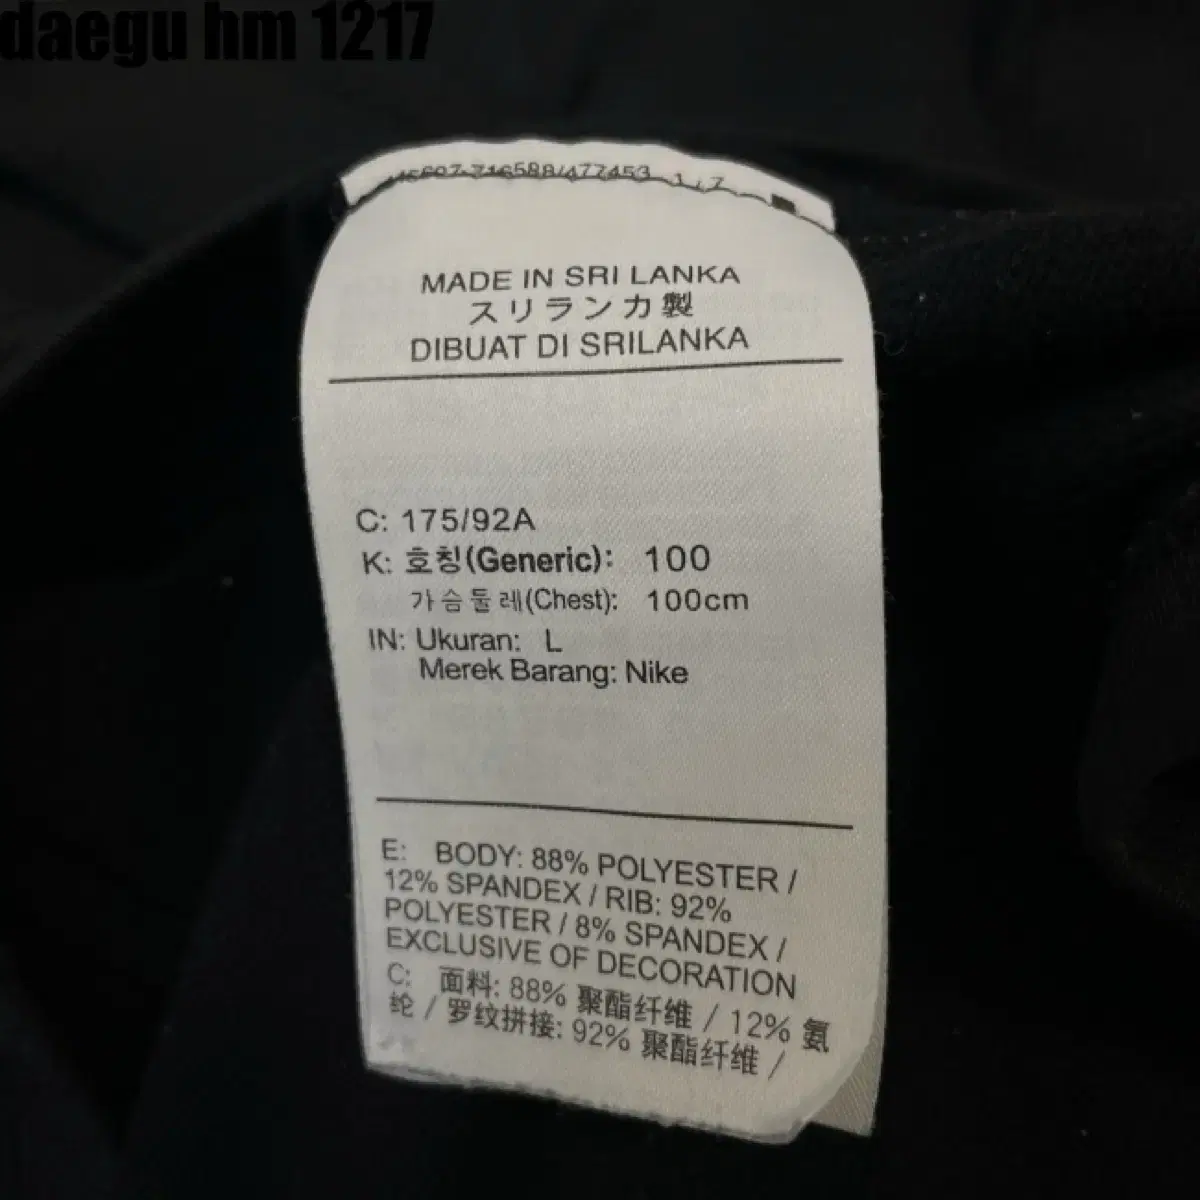 daegu hm 1217
MADE IN SRI LANKA
スリランカ製
DIBUAT DI SRILANKA
C: 175/92A
K: 호칭(Generic): 100
가슴둘레(Chest): 100cm
IN: Ukuran: L
Merek Barang: Nike
E: BODY: 88% POLYESTER /
12% SPANDEX / RIB: 92%
POLYESTER / 8% SPANDEX /
EXCLUSIVE OF DECORATION
C: 面料: 88% 聚酯纤维 / 12% 氨
纶 / 罗纹拼接: 92% 聚酯纤维 /